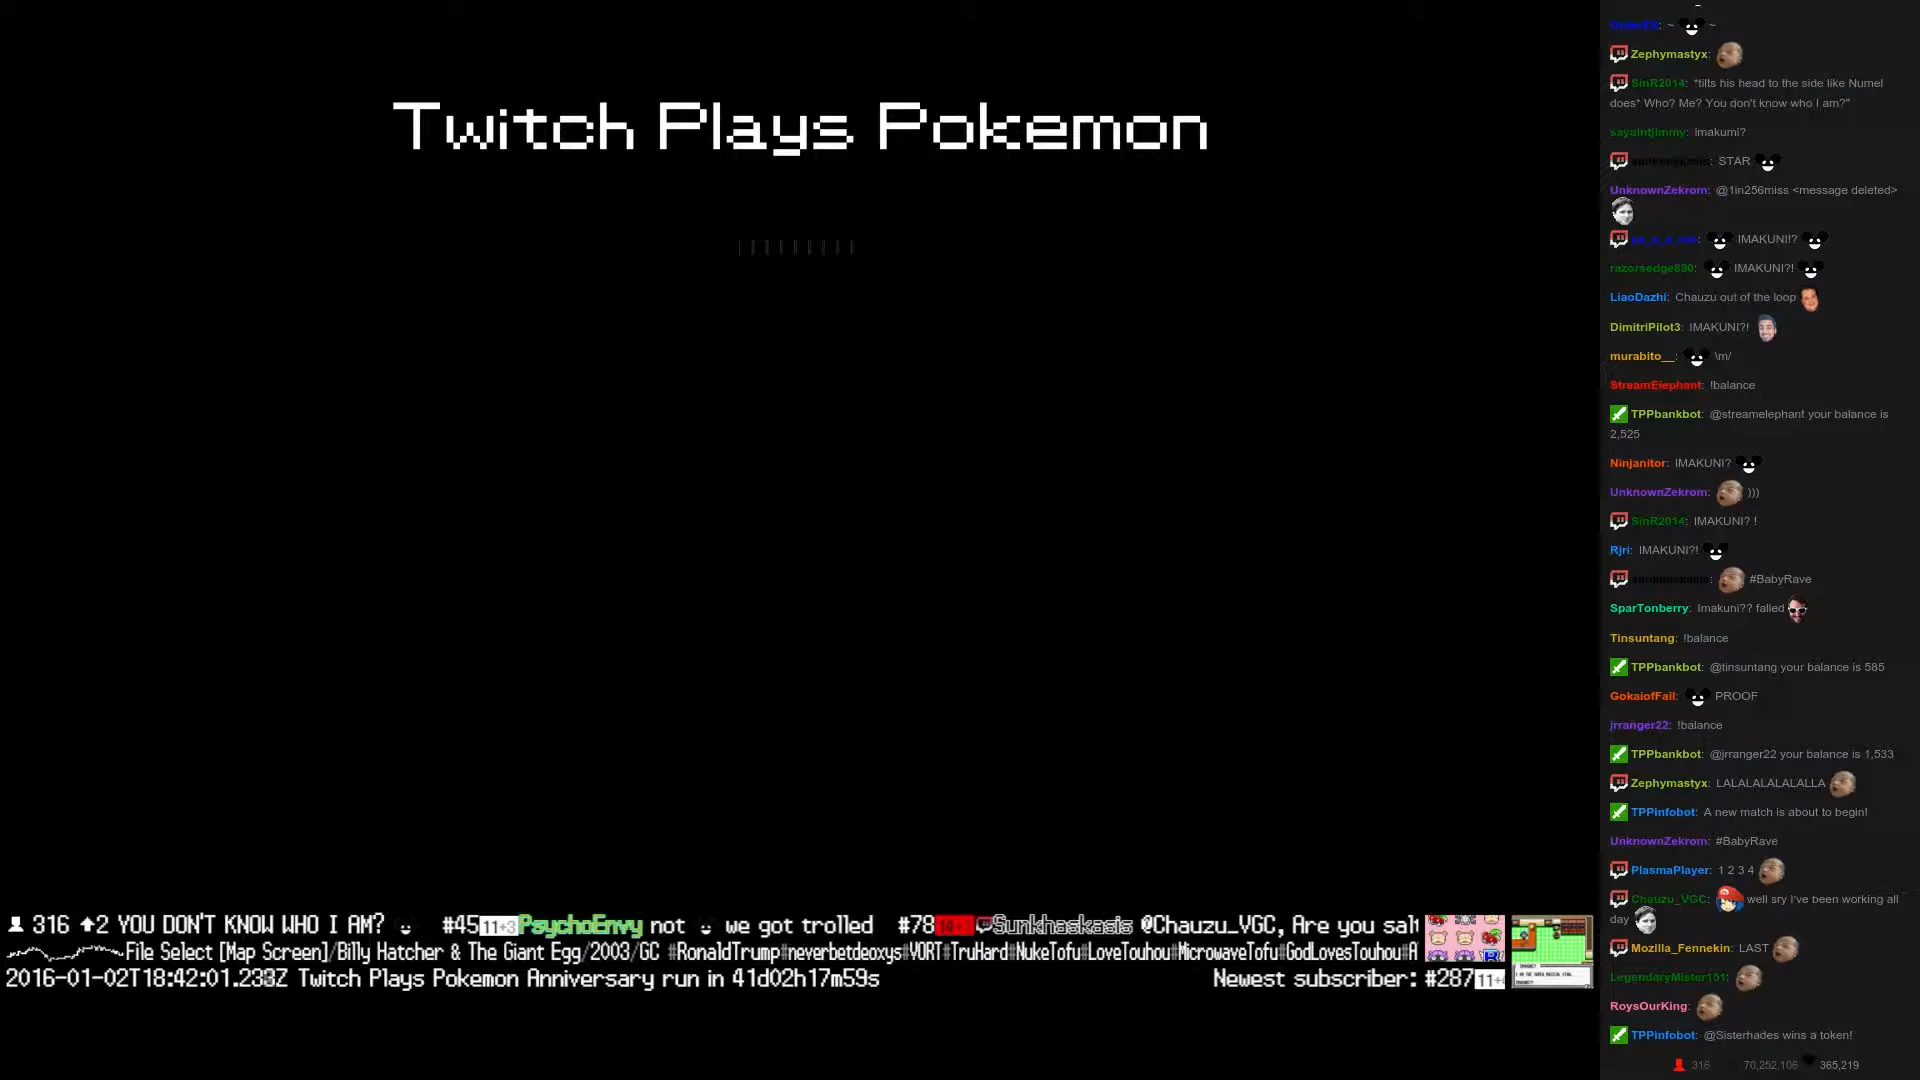 Twitch Plays Pokemon
316 2 YOU DON'T KNOW WHO I AM? #45 11+3 PsychoEnvy not we got trolled #78 Sunkhaskasis @Chauzu_VGC, Are you salt
File Select [Map Screen]/Billy Hatcher & The Giant Egg/2003/GC #RonaldTrump#neverbetdeoxys#VORT#TruHard#NukeTofu#LoveTouhou#MicrowaveTofu#GodLovesTouhou#
2016-01-02T18:42:01.238Z Twitch Plays Pokemon Anniversary run in 41d02h17m59s
Newest subscriber: #287
~ ~
Zephymastyx:
SinR2014: *tilts his head to the side like Numel
does* Who? Me? You don't know who I am?"
sayaintjimmy: imakumi?
STAR
UnknownZekrom: @1in256miss <message deleted>
IMAKUNI!?
razorsedge890: IMAKUNI?!
LiaoDazhi: Chauzu out of the loop
DimitriPilot3: IMAKUNI?!
murabito__: \m/
StreamElephant: !balance
TPPbankbot: @streamelephant your balance is
2,525
Ninjanitor: IMAKUNI?
UnknownZekrom: )))
SinR2014: IMAKUNI? !
Rjri: IMAKUNI?!
#BabyRave
SparTonberry: Imakuni?? falled
Tinsuntang: !balance
TPPbankbot: @tinsuntang your balance is 585
GokaiofFail: PROOF
jrranger22: !balance
TPPbankbot: @jrranger22 your balance is 1,533
Zephymastyx: LALALALALALALLA
TPPinfobot: A new match is about to begin!
UnknownZekrom: #BabyRave
PlasmaPlayer: 1 2 3 4
Chauzu_VGC: well sry I've been working all
day
Mozilla_Fennekin: LAST
LegendaryMister151:
RoysOurKing:
TPPinfobot: @Sisterhades wins a token!
316 70,252,106 365,219